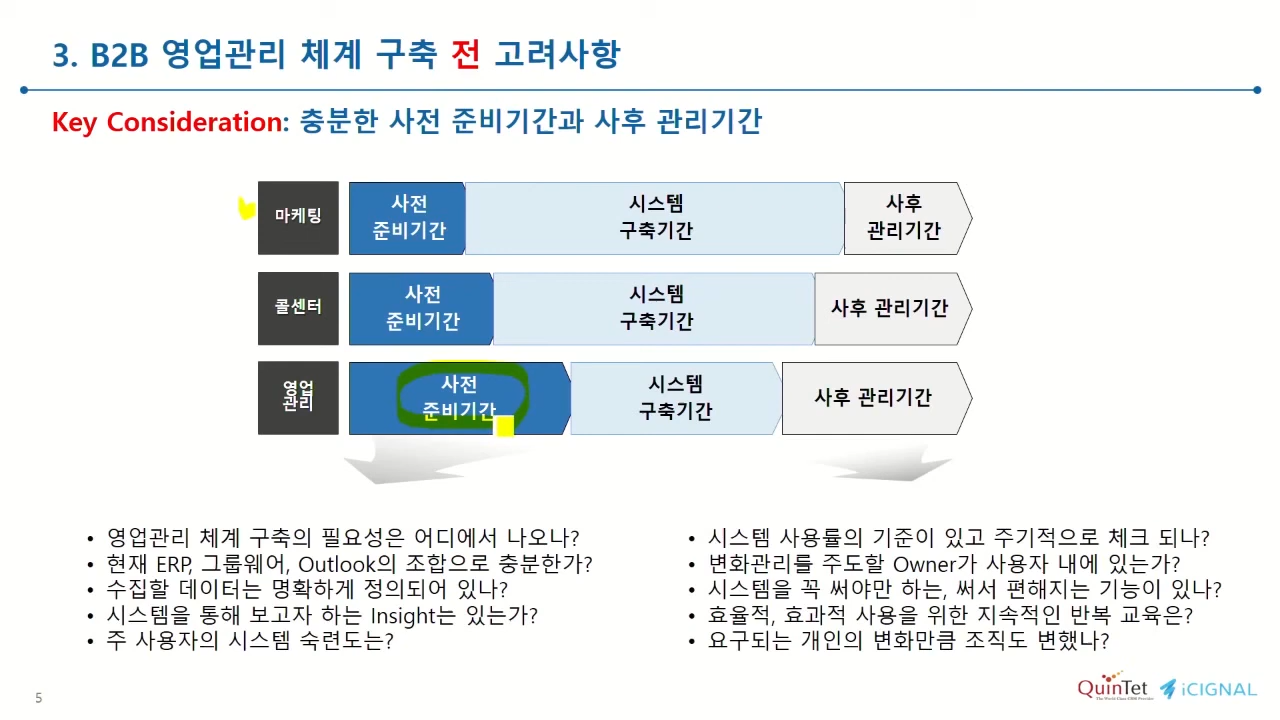 3. B2B 영업관리 체계 구축 전 고려사항
Key Consideration: 충분한 사전 준비기간과 사후 관리기간
마케팅
사전
준비기간
시스템
구축기간
사후
관리기간
콜센터
사전
준비기간
시스템
구축기간
사후 관리기간
영업
관리
사전
준비기간
시스템
구축기간
사후 관리기간
• 영업관리 체계 구축의 필요성은 어디에서 나오나?
• 현재 ERP, 그룹웨어, Outlook의 조합으로 충분한가?
• 수집할 데이터는 명확하게 정의되어 있나?
• 시스템을 통해 보고자 하는 Insight는 있는가?
• 주 사용자의 시스템 숙련도는?
• 시스템 사용률의 기준이 있고 주기적으로 체크 되나?
• 변화관리를 주도할 Owner가 사용자 내에 있는가?
• 시스템을 꼭 써야만 하는, 써서 편해지는 기능이 있나?
• 효율적, 효과적 사용을 위한 지속적인 반복 교육은?
• 요구되는 개인의 변화만큼 조직도 변했나?
5
QuinTet
iCIGNAL